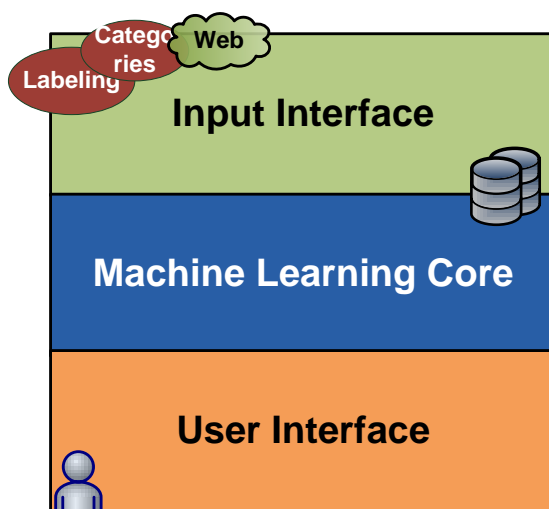 Catego
ries
Web
Labeling
Input Interface
Machine Learning Core
User Interface